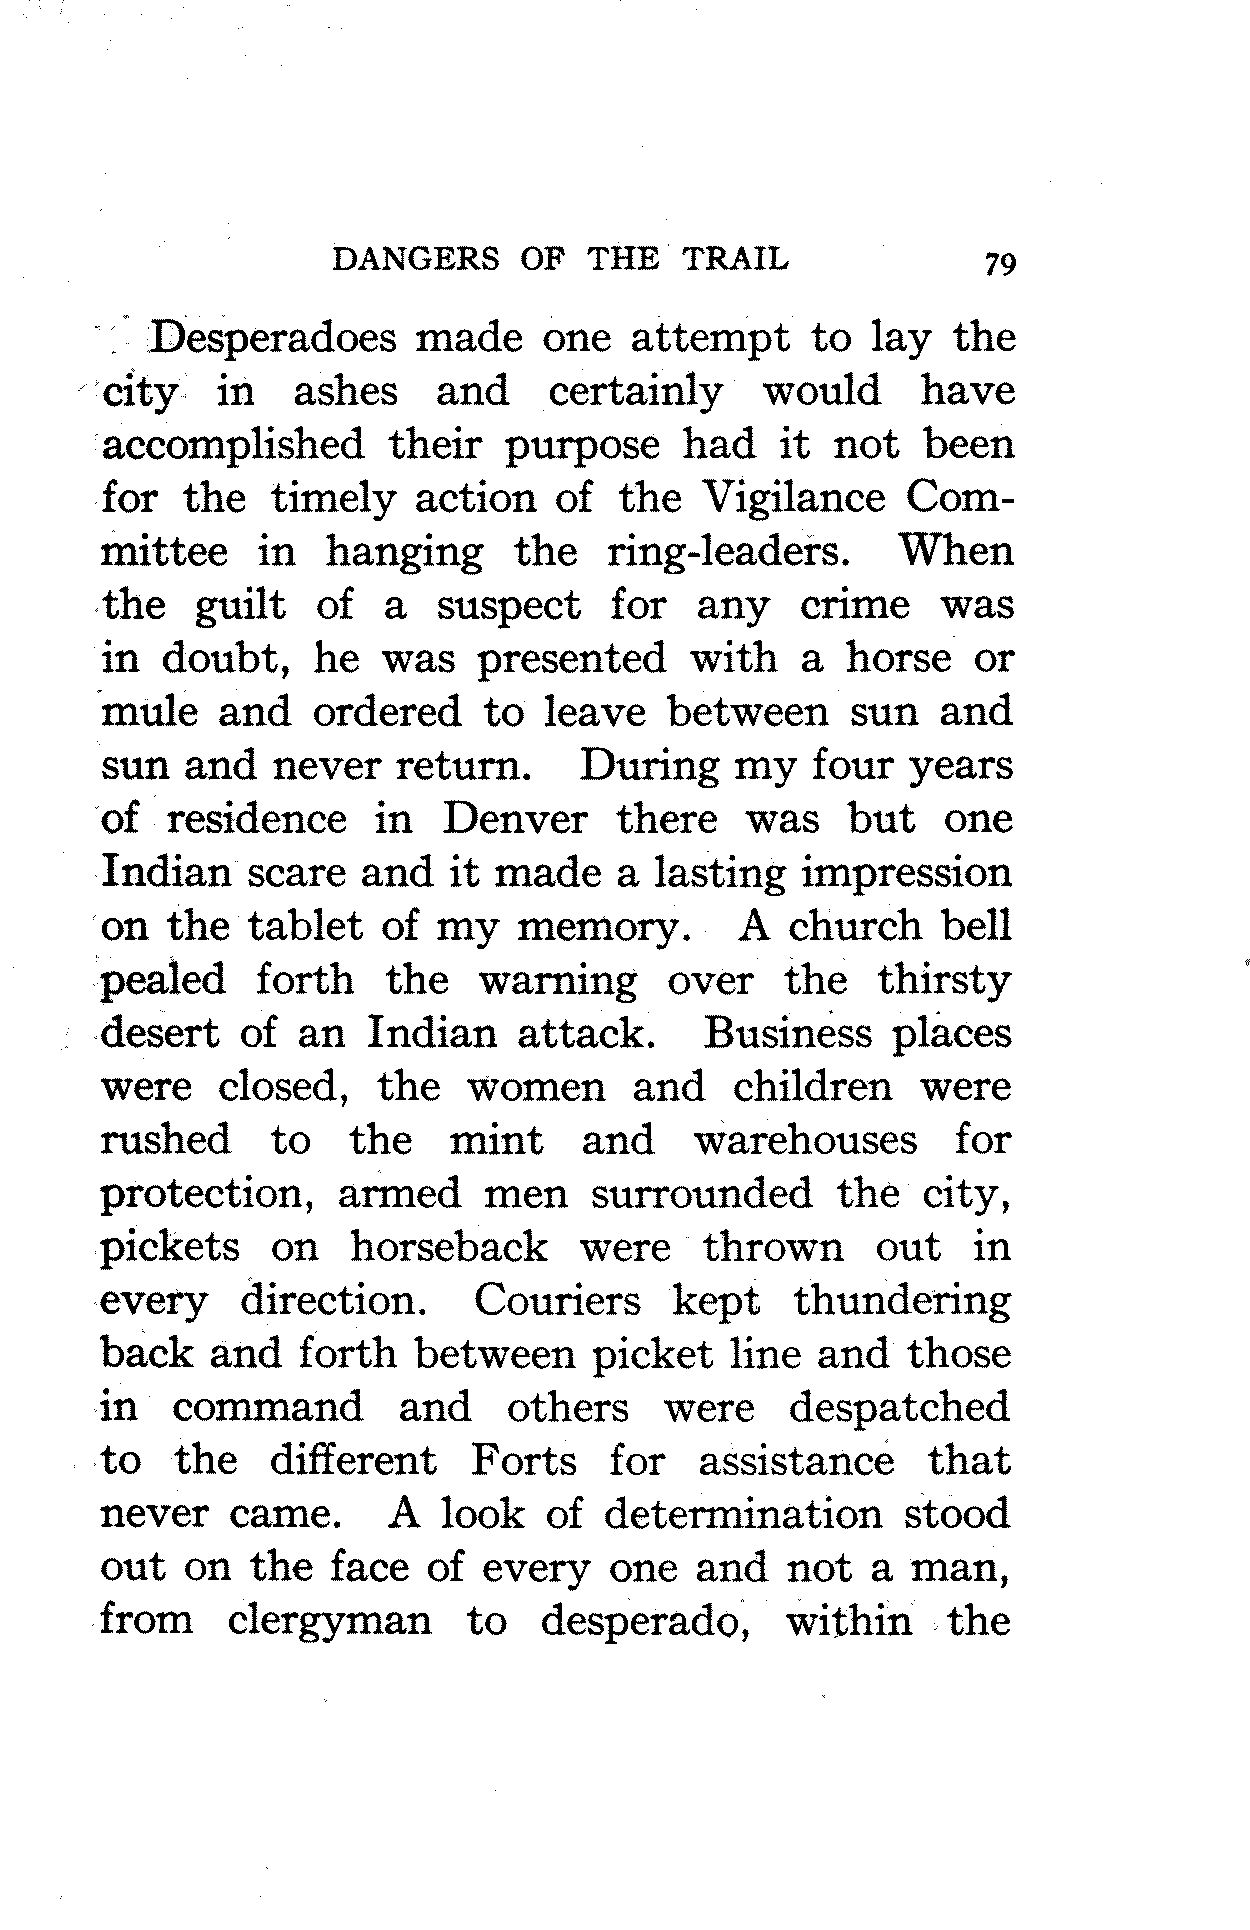 DANGERS OF THE TRAIL 79
Desperadoes made one attempt to lay the
city in ashes and certainly would have
accomplished their purpose had it not been
for the timely action of the Vigilance Com-
mittee in hanging the ring-leaders. When
the guilt of a suspect for any crime was
in doubt, he was presented with a horse or
mule and ordered to leave between sun and
sun and never return. During my four years
of residence in Denver there was but one
Indian scare and it made a lasting impression
on the tablet of my memory. A church bell
pealed forth the warning over the thirsty
desert of an Indian attack. Business places
were closed, the women and children were
rushed to the mint and warehouses for
protection, armed men surrounded the city,
pickets on horseback were thrown out in
every direction. Couriers kept thundering
back and forth between picket line and those
in command and others were despatched
to the different Forts for assistance that
never came. A look of determination stood
out on the face of every one and not a man,
from clergyman to desperado, within the